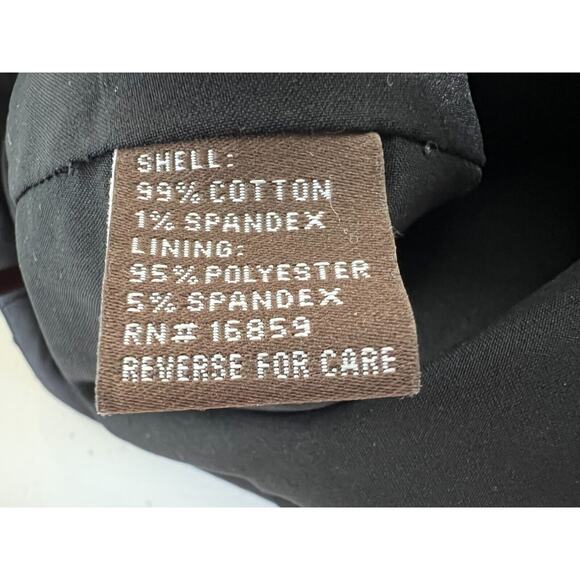 SHELL:
99% COTTON
1% SPANDEX
LINING:
95% POLYESTER
5% SPANDEX
RN# 16859
REVERSE FOR CARE